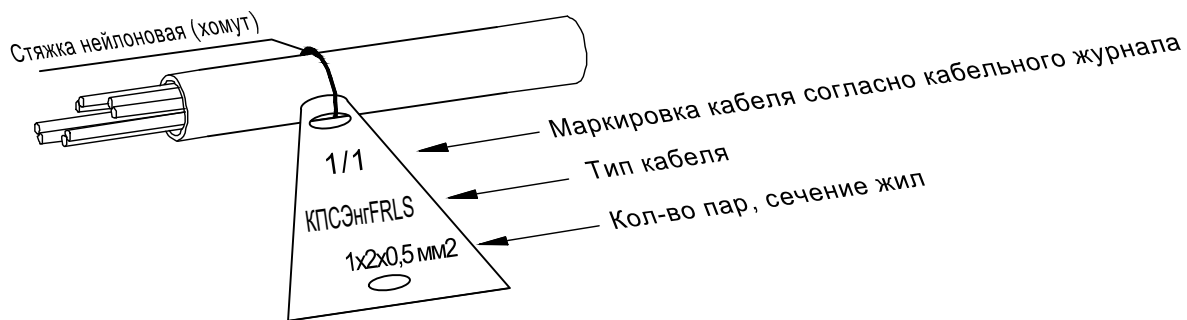 Стяжка нейлоновая (хомут)
Маркировка кабеля согласно кабельного журнала
1/1
Тип кабеля
КПСЭнгFRLS
Кол-во пар, сечение жил
1х2х0,5 мм2